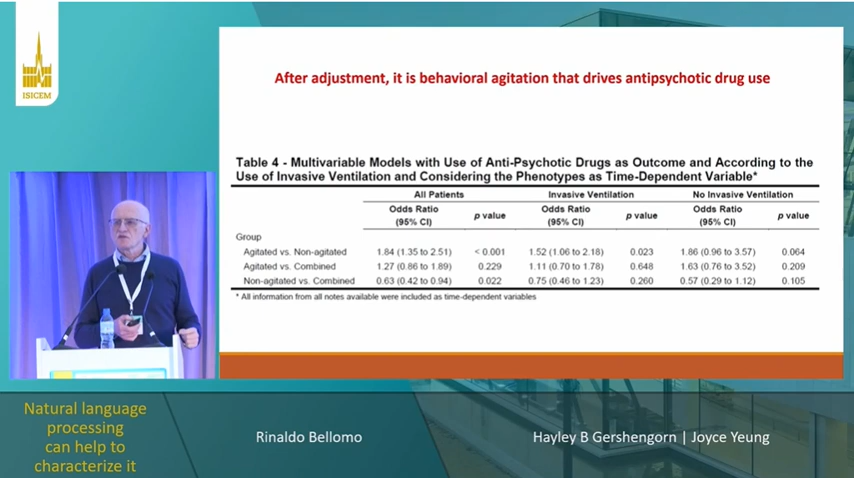 ISICEM
After adjustment, it is behavioral agitation that drives antipsychotic drug use
Table 4 - Multivariable Models with Use of Anti-Psychotic Drugs as Outcome and According to the
Use of Invasive Ventilation and Considering the Phenotypes as Time-Dependent Variable*
All Patients Invasive Ventilation No Invasive Ventilation
Odds Ratio Odds Ratio Odds Ratio
(95% CI) p value (95% CI) p value (95% CI) p value
Group
Agitated vs. Non-agitated 1.84 (1.35 to 2.51) < 0.001 1.52 (1.06 to 2.18) 0.023 1.86 (0.96 to 3.57) 0.064
Agitated vs. Combined 1.27 (0.86 to 1.89) 0.229 1.11 (0.70 to 1.78) 0.648 1.63 (0.76 to 3.52) 0.209
Non-agitated vs. Combined 0.63 (0.42 to 0.94) 0.022 0.75 (0.46 to 1.23) 0.260 0.57 (0.29 to 1.12) 0.105
* All information from all notes available were included as time-dependent variables
Natural language
processing
can help to
characterize it
Rinaldo Bellomo
Hayley B Gershengorn | Joyce Yeung